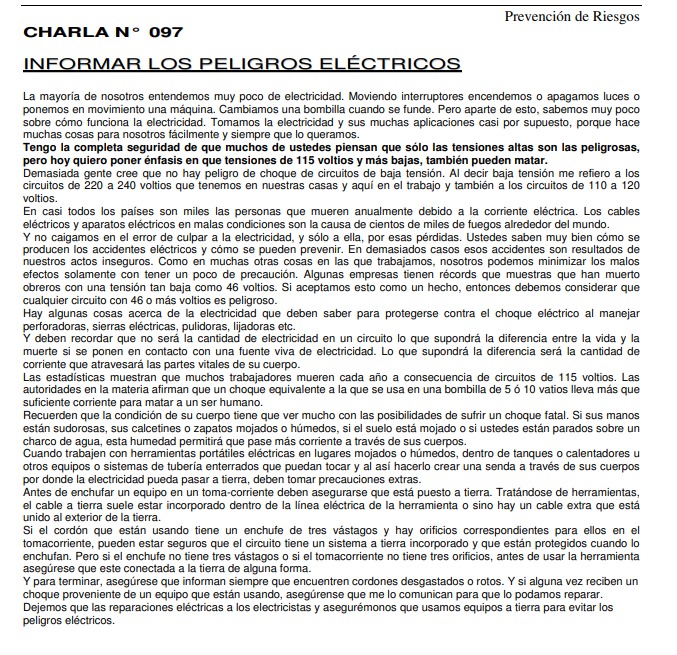 Prevención de Riesgos
CHARLA N° 097
INFORMAR LOS PELIGROS ELÉCTRICOS
La mayoría de nosotros entendemos muy poco de electricidad. Moviendo interruptores encendemos o apagamos luces o
ponemos en movimiento una máquina. Cambiamos una bombilla cuando se funde. Pero aparte de esto, sabemos muy poco
sobre cómo funciona la electricidad. Tomamos la electricidad y sus muchas aplicaciones casi por supuesto, porque hace
muchas cosas para nosotros fácilmente y siempre que lo queramos.
Tengo la completa seguridad de que muchos de ustedes piensan que sólo las tensiones altas son las peligrosas,
pero hoy quiero poner énfasis en que tensiones de 115 voltios y más bajas, también pueden matar.
Demasiada gente cree que no hay peligro de choque de circuitos de baja tensión. Al decir baja tensión me refiero a los
circuitos de 220 a 240 voltios que tenemos en nuestras casas y aquí en el trabajo y también a los circuitos de 110 a 120
voltios.
En casi todos los países son miles las personas que mueren anualmente debido a la corriente eléctrica. Los cables
eléctricos y aparatos eléctricos en malas condiciones son la causa de cientos de miles de fuegos alrededor del mundo.
Y no caigamos en el error de culpar a la electricidad, y sólo a ella, por esas pérdidas. Ustedes saben muy bien cómo se
producen los accidentes eléctricos y cómo se pueden prevenir. En demasiados casos esos accidentes son resultados de
nuestros actos inseguros. Como en muchas otras cosas en las que trabajamos, nosotros podemos minimizar los malos
efectos solamente con tener un poco de precaución. Algunas empresas tienen récords que muestras que han muerto
obreros con una tensión tan baja como 46 voltios. Si aceptamos esto como un hecho, entonces debemos considerar que
cualquier circuito con 46 o más voltios es peligroso.
Hay algunas cosas acerca de la electricidad que deben saber para protegerse contra el choque eléctrico al manejar
perforadoras, sierras eléctricas, pulidoras, lijadoras etc.
Y deben recordar que no será la cantidad de electricidad en un circuito lo que supondrá la diferencia entre la vida y la
muerte si se ponen en contacto con una fuente viva de electricidad. Lo que supondrá la diferencia será la cantidad de
corriente que atravesará las partes vitales de su cuerpo.
Las estadísticas muestran que muchos trabajadores mueren cada año a consecuencia de circuitos de 115 voltios. Las
autoridades en la materia afirman que un choque equivalente a la que se usa en una bombilla de 5 ó 10 vatios lleva más que
suficiente corriente para matar a un ser humano.
Recuerden que la condición de su cuerpo tiene que ver mucho con las posibilidades de sufrir un choque fatal. Si sus manos
están sudorosas, sus calcetines o zapatos mojados o húmedos, si el suelo está mojado o si ustedes están parados sobre un
charco de agua, esta humedad permitirá que pase más corriente a través de sus cuerpos.
Cuando trabajen con herramientas portátiles eléctricas en lugares mojados o húmedos, dentro de tanques o calentadores u
otros equipos o sistemas de tubería enterrados que puedan tocar y al así hacerlo crear una senda a través de sus cuerpos
por donde la electricidad pueda pasar a tierra, deben tomar precauciones extras.
Antes de enchufar un equipo en un toma-corriente deben asegurarse que está puesto a tierra. Tratándose de herramientas,
el cable a tierra suele estar incorporado dentro de la línea eléctrica de la herramienta o sino hay un cable extra que está
unido al exterior de la tierra.
Si el cordón que están usando tiene un enchufe de tres vástagos y hay orificios correspondientes para ellos en el
tomacorriente, pueden estar seguros que el circuito tiene un sistema a tierra incorporado y que están protegidos cuando lo
enchufan. Pero si el enchufe no tiene tres vástagos o si el tomacorriente no tiene tres orificios, antes de usar la herramienta
asegúrese que este conectada a la tierra de alguna forma.
Y para terminar, asegúrese que informan siempre que encuentren cordones desgastados o rotos. Y si alguna vez reciben un
choque proveniente de un equipo que están usando, asegúrense que me lo comunican para que lo podamos reparar.
Dejemos que las reparaciones eléctricas a los electricistas y asegurémonos que usamos equipos a tierra para evitar los
peligros eléctricos.